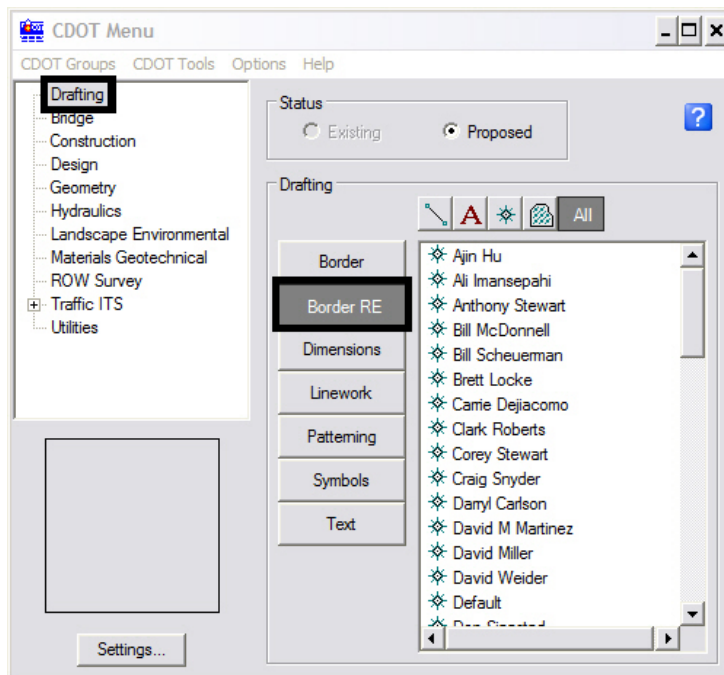 CDOT Menu
CDOT Groups CDOT Tools Options Help
Drafting
Bridge
Construction
Design
Geometry
Hydraulics
Landscape Environmental
Materials Geotechnical
ROW Survey
Traffic ITS
Utilities
Settings...
Status
Existing
Proposed
?
Drafting
A
All
Border
Border RE
Dimensions
Linework
Patterning
Symbols
Text
Ajin Hu
Ali Imansepahi
Anthony Stewart
Bill McDonnell
Bill Scheuerman
Brett Locke
Carrie Dejiacomo
Clark Roberts
Corey Stewart
Craig Snyder
Darryl Carlson
David M Martinez
David Miller
David Weider
Default